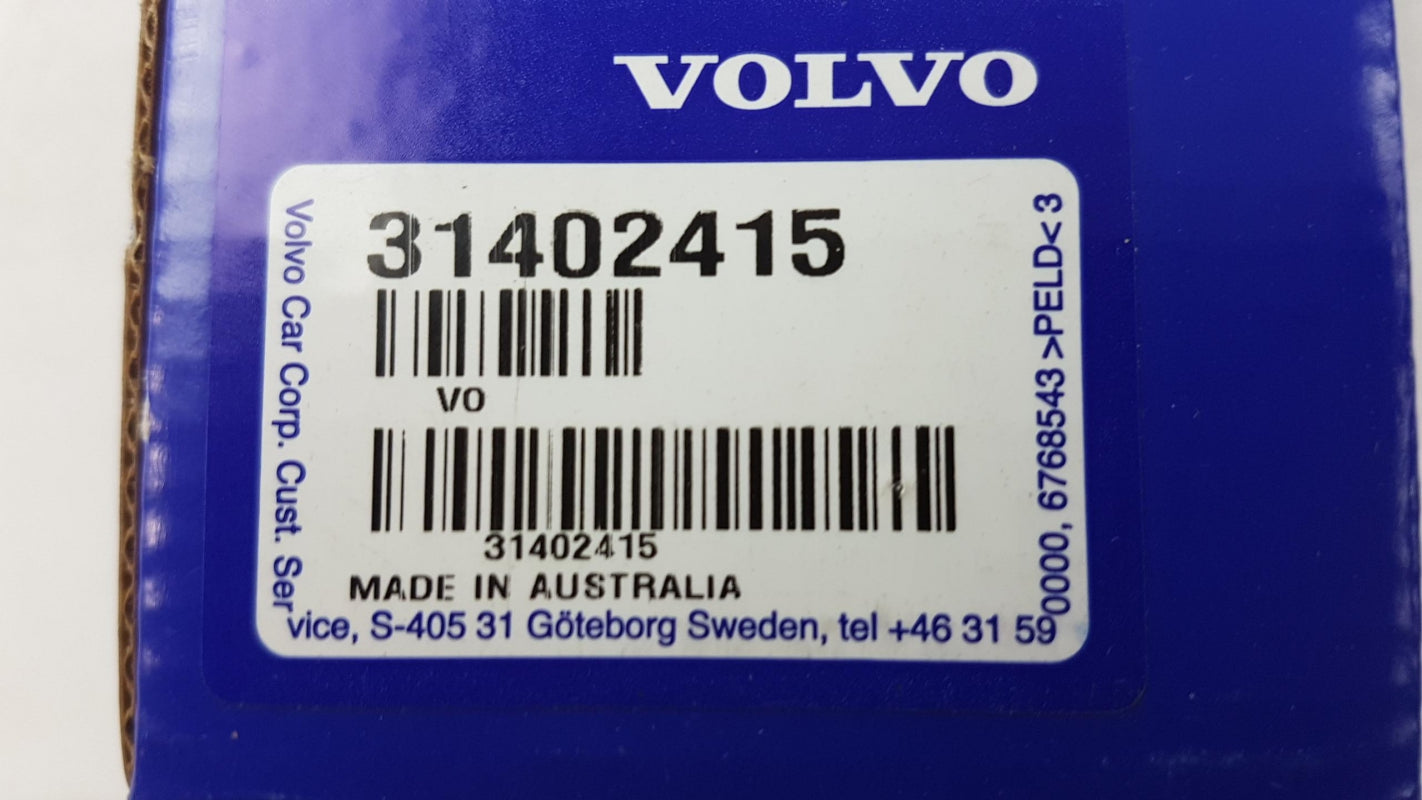 VOLVO
31402415
VO
31402415
MADE IN AUSTRALIA
Volvo Car Corp. Cust. Service, S-405 31 Göteborg Sweden, tel +46 31 590000, 6768543 >PELD< 3